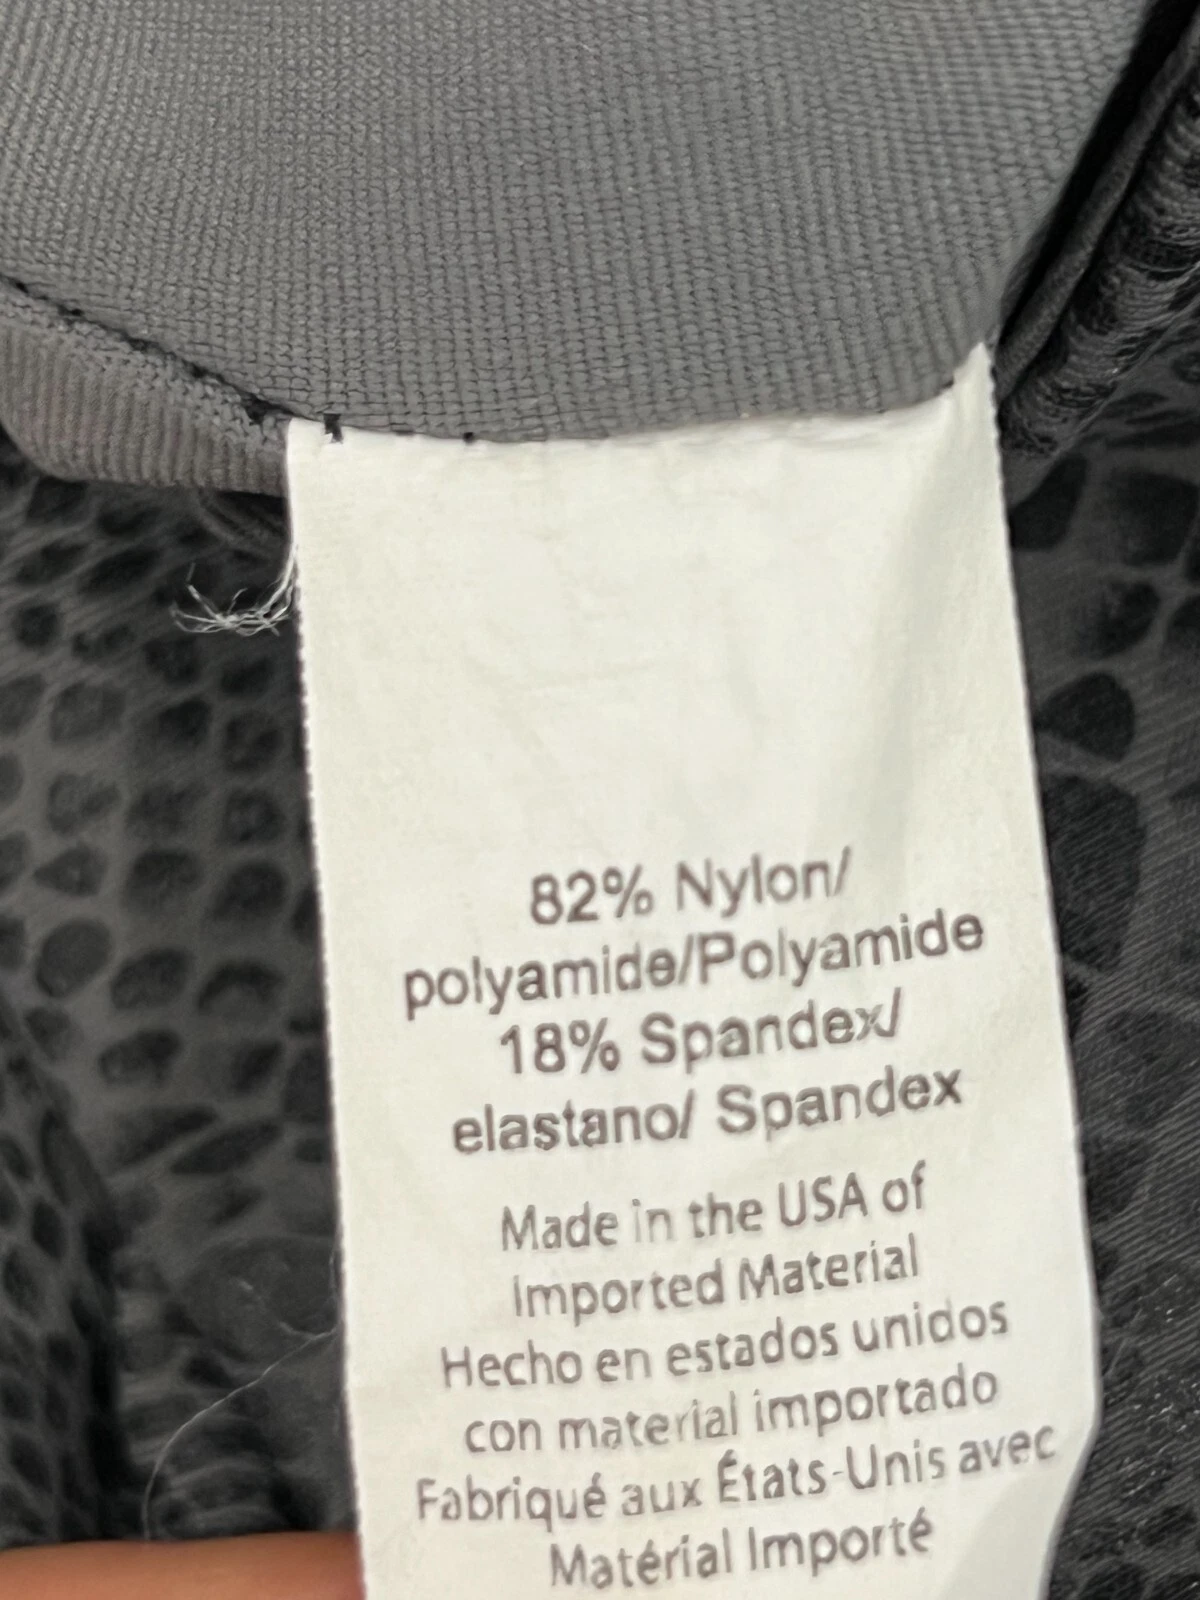 82% Nylon/
polyamide/Polyamide
18% Spandex/
elastano/ Spandex
Made in the USA of
Imported Material
Hecho en estados unidos
con material importado
Fabriqué aux États-Unis avec
Matérial Importé